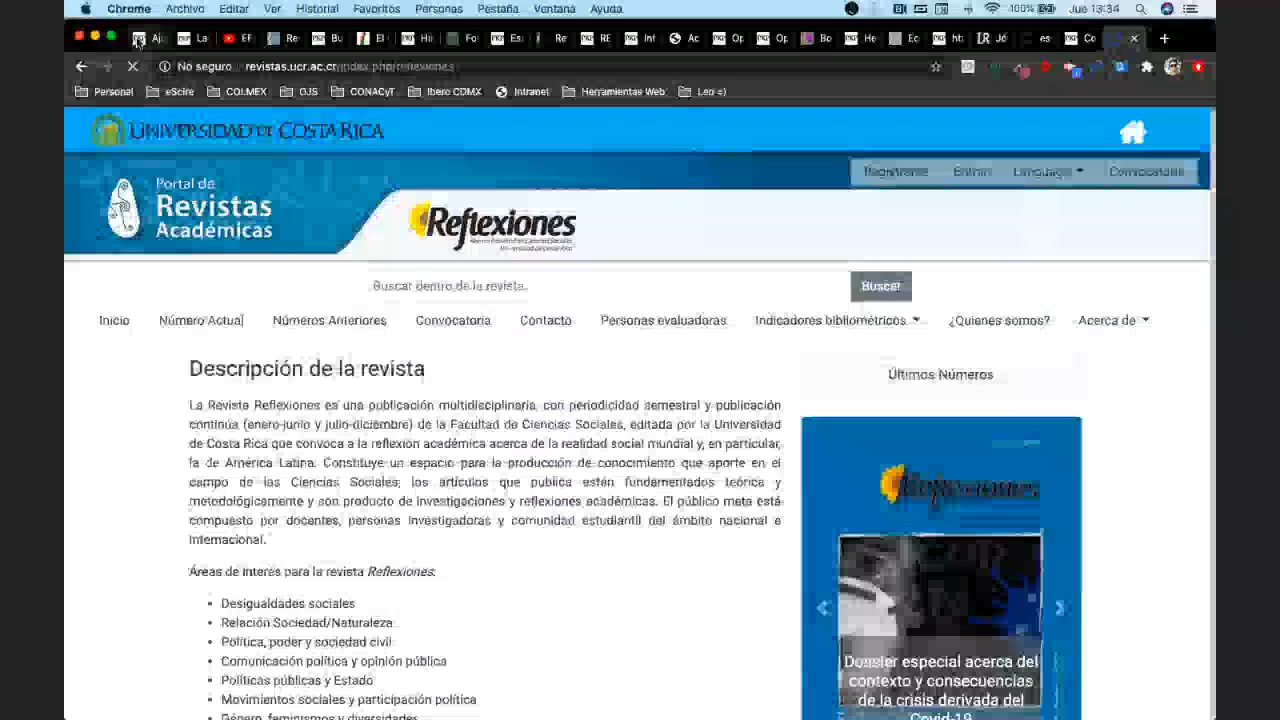 Chrome Archivo Editar Ver Historial Favoritos Personas Pestaña Ventana Ayuda 100% Jue 13:34
No seguro revistas.ucr.ac.cr/index.php/reflexiones
Personal eScire COLMEX OJS CONACyT Ibero CDMX Intranet Herramientas Web Leo =)
UNIVERSIDAD DE COSTA RICA
Registrarse Entrar Language Convocatoria
Portal de
Revistas
Académicas
Reflexiones
Buscar dentro de la revista.
Buscar
Inicio Número Actual Números Anteriores Convocatoria Contacto Personas evaluadoras Indicadores bibliométricos ¿Quienes somos? Acerca de
Descripción de la revista
La Revista Reflexiones es una publicación multidisciplinaria, con periodicidad semestral y publicación
continua (enero-junio y julio-diciembre) de la Facultad de Ciencias Sociales, editada por la Universidad
de Costa Rica que convoca a la reflexión académica acerca de la realidad social mundial y, en particular,
la de América Latina. Constituye un espacio para la producción de conocimiento que aporte en el
campo de las Ciencias Sociales; los artículos que publica están fundamentados teórica y
metodológicamente y son producto de investigaciones y reflexiones académicas. El público meta está
compuesto por docentes, personas investigadoras y comunidad estudiantil del ámbito nacional e
internacional.
Áreas de interés para la revista Reflexiones:
Desigualdades sociales
Relación Sociedad/Naturaleza
Política, poder y sociedad civil
Comunicación política y opinión pública
Políticas públicas y Estado
Movimientos sociales y participación política
Género, feminismos y diversidades
Últimos Números
Reflexiones
Dossier especial acerca del
contexto y consecuencias
de la crisis derivada del
Covid-19